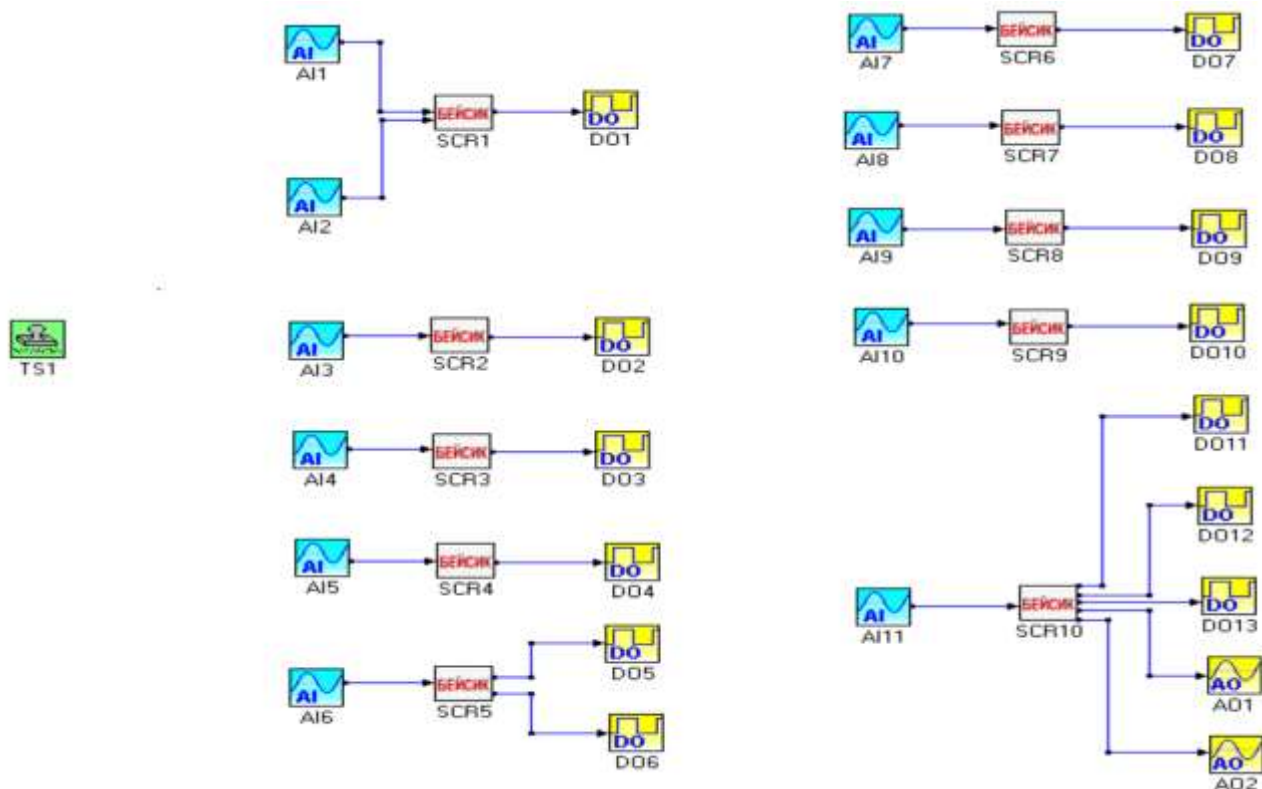 AI
AI1
БЕЙСИК
SCR1
DO
DO1
AI
AI2
TS1
AI
AI3
БЕЙСИК
SCR2
DO
DO2
AI
AI4
БЕЙСИК
SCR3
DO
DO3
AI
AI5
БЕЙСИК
SCR4
DO
DO4
AI
AI6
БЕЙСИК
SCR5
DO
DO5
DO
DO6
AI
AI7
БЕЙСИК
SCR6
DO
DO7
AI
AI8
БЕЙСИК
SCR7
DO
DO8
AI
AI9
БЕЙСИК
SCR8
DO
DO9
AI
AI10
БЕЙСИК
SCR9
DO
DO10
AI
AI11
БЕЙСИК
SCR10
DO
DO11
DO
DO12
DO
DO13
AO
AO1
AO
AO2